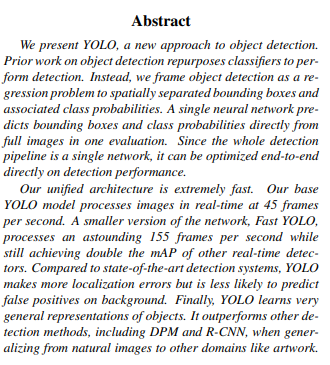 Abstract
We present YOLO, a new approach to object detection.
Prior work on object detection repurposes classifiers to per-
form detection. Instead, we frame object detection as a re-
gression problem to spatially separated bounding boxes and
associated class probabilities. A single neural network pre-
dicts bounding boxes and class probabilities directly from
full images in one evaluation. Since the whole detection
pipeline is a single network, it can be optimized end-to-end
directly on detection performance.
Our unified architecture is extremely fast. Our base
YOLO model processes images in real-time at 45 frames
per second. A smaller version of the network, Fast YOLO,
processes an astounding 155 frames per second while
still achieving double the mAP of other real-time detec-
tors. Compared to state-of-the-art detection systems, YOLO
makes more localization errors but is less likely to predict
false positives on background. Finally, YOLO learns very
general representations of objects. It outperforms other de-
tection methods, including DPM and R-CNN, when gener-
alizing from natural images to other domains like artwork.